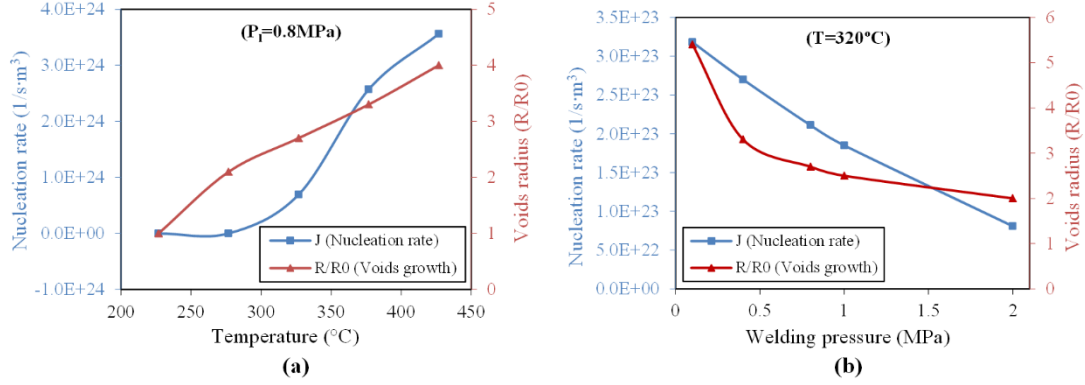 (P_l=0.8MPa)
Nucleation rate (1/s·m³)
4.0E+24
3.0E+24
2.0E+24
1.0E+24
0.0E+00
-1.0E+24
5
4
3
2
1
0
Voids radius (R/R0)
J (Nucleation rate)
R/R0 (Voids growth)
200 250 300 350 400 450
Temperature (°C)
(a)
(T=320°C)
Nucleation rate (1/s·m³)
3.5E+23
3.0E+23
2.5E+23
2.0E+23
1.5E+23
1.0E+23
5.0E+22
0.0E+00
6
5
4
3
2
1
0
Voids radius (R/R0)
J (Nucleation rate)
R/R0 (Voids growth)
0 0.5 1 1.5 2
Welding pressure (MPa)
(b)